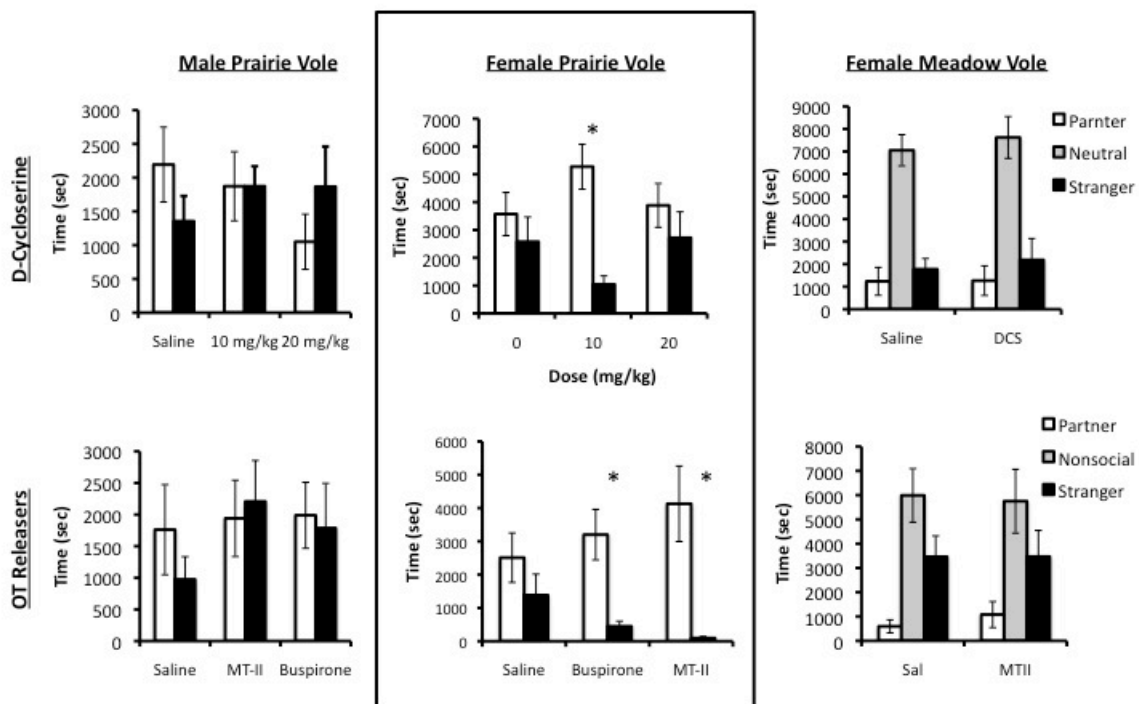 Male Prairie Vole
Female Prairie Vole
Female Meadow Vole
D-Cycloserine
Time (sec)
3000
2500
2000
1500
1000
500
0
Saline 10 mg/kg 20 mg/kg
Time (sec)
7000
6000
5000
4000
3000
2000
1000
0
*
0 10 20
Dose (mg/kg)
Time (sec)
9000
8000
7000
6000
5000
4000
3000
2000
1000
0
Saline DCS
Parnter
Neutral
Stranger
OT Releasers
Time (sec)
3000
2500
2000
1500
1000
500
0
Saline MT-II Buspirone
Time (sec)
6000
5000
4000
3000
2000
1000
0
* *
Saline Buspirone MT-II
Time (sec)
8000
7000
6000
5000
4000
3000
2000
1000
0
Sal MTII
Partner
Nonsocial
Stranger